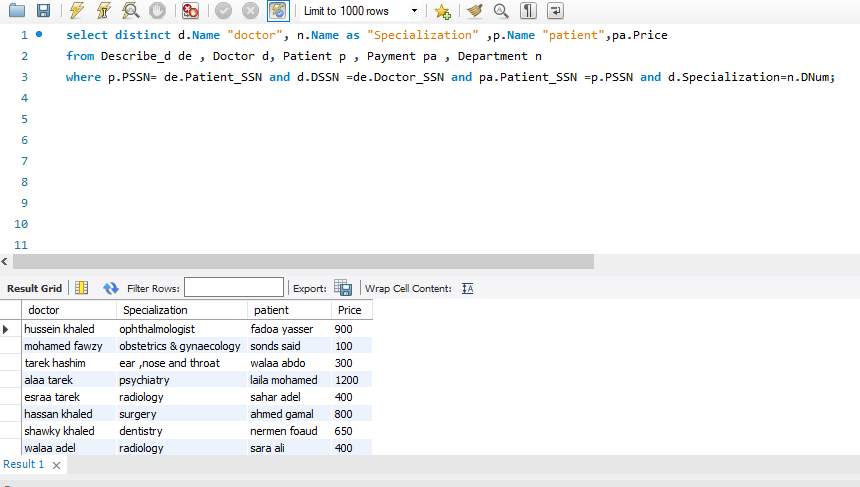 Limit to 1000 rows
1 select distinct d.Name "doctor", n.Name as "Specialization" ,p.Name "patient",pa.Price
2 from Describe_d de , Doctor d, Patient p , Payment pa , Department n
3 where p.PSSN= de.Patient_SSN and d.DSSN =de.Doctor_SSN and pa.Patient_SSN =p.PSSN and d.Specialization=n.DNum;
4
5
6
7
8
9
10
11
Result Grid Filter Rows: Export: Wrap Cell Content:
doctor Specialization patient Price
hussein khaled ophthalmologist fadoa yasser 900
mohamed fawzy obstetrics & gynaecology sonds said 100
tarek hashim ear ,nose and throat walaa abdo 300
alaa tarek psychiatry laila mohamed 1200
esraa tarek radiology sahar adel 400
hassan khaled surgery ahmed gamal 800
shawky khaled dentistry nermen foaud 650
walaa adel radiology sara ali 400
Result 1